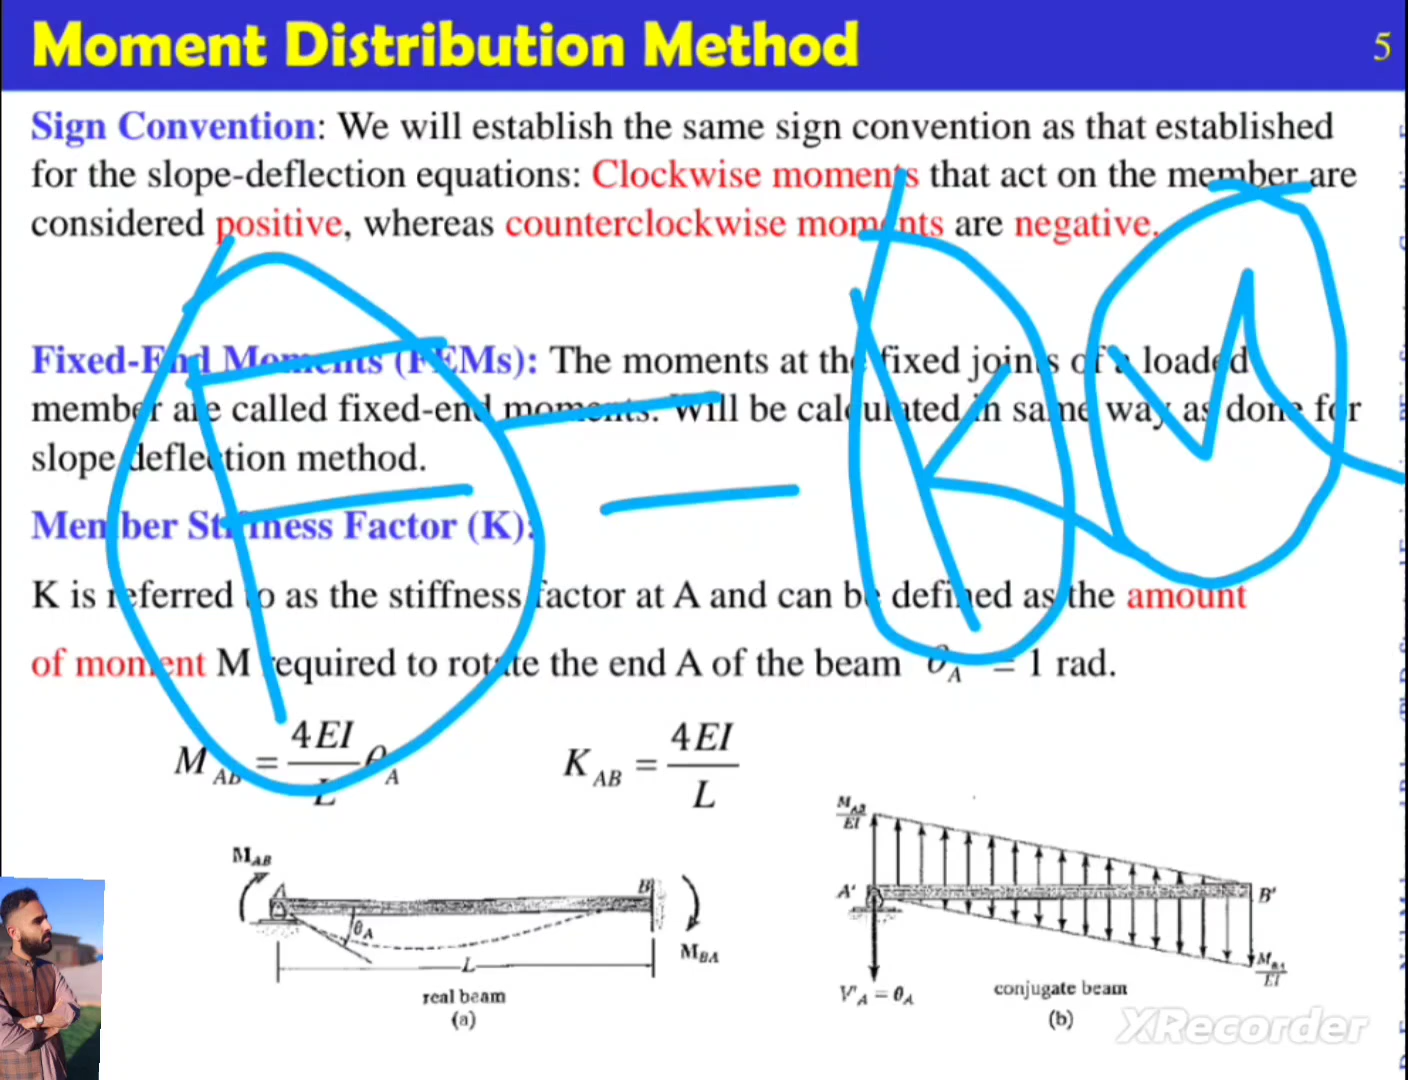 Moment Distribution Method
5
Sign Convention: We will establish the same sign convention as that established
for the slope-deflection equations: Clockwise moments that act on the member are
considered positive, whereas counterclockwise moments are negative.
Fixed-End Moments (FEMs): The moments at the fixed joints of a loaded
member are called fixed-end moments. Will be calculated in same way as done for
slope deflection method.
Member Stiffness Factor (K):
K is referred to as the stiffness factor at A and can be defined as the amount
of moment M required to rotate the end A of the beam θ_A = 1 rad.
M_AB = 4EI/L θ_A
K_AB = 4EI/L
F = K M
M_AB
A
B
θ_A
L
M_BA
real beam
(a)
M_AB/EI
A'
B'
M_BA/EI
V'_A = θ_A
conjugate beam
(b)
XRecorder